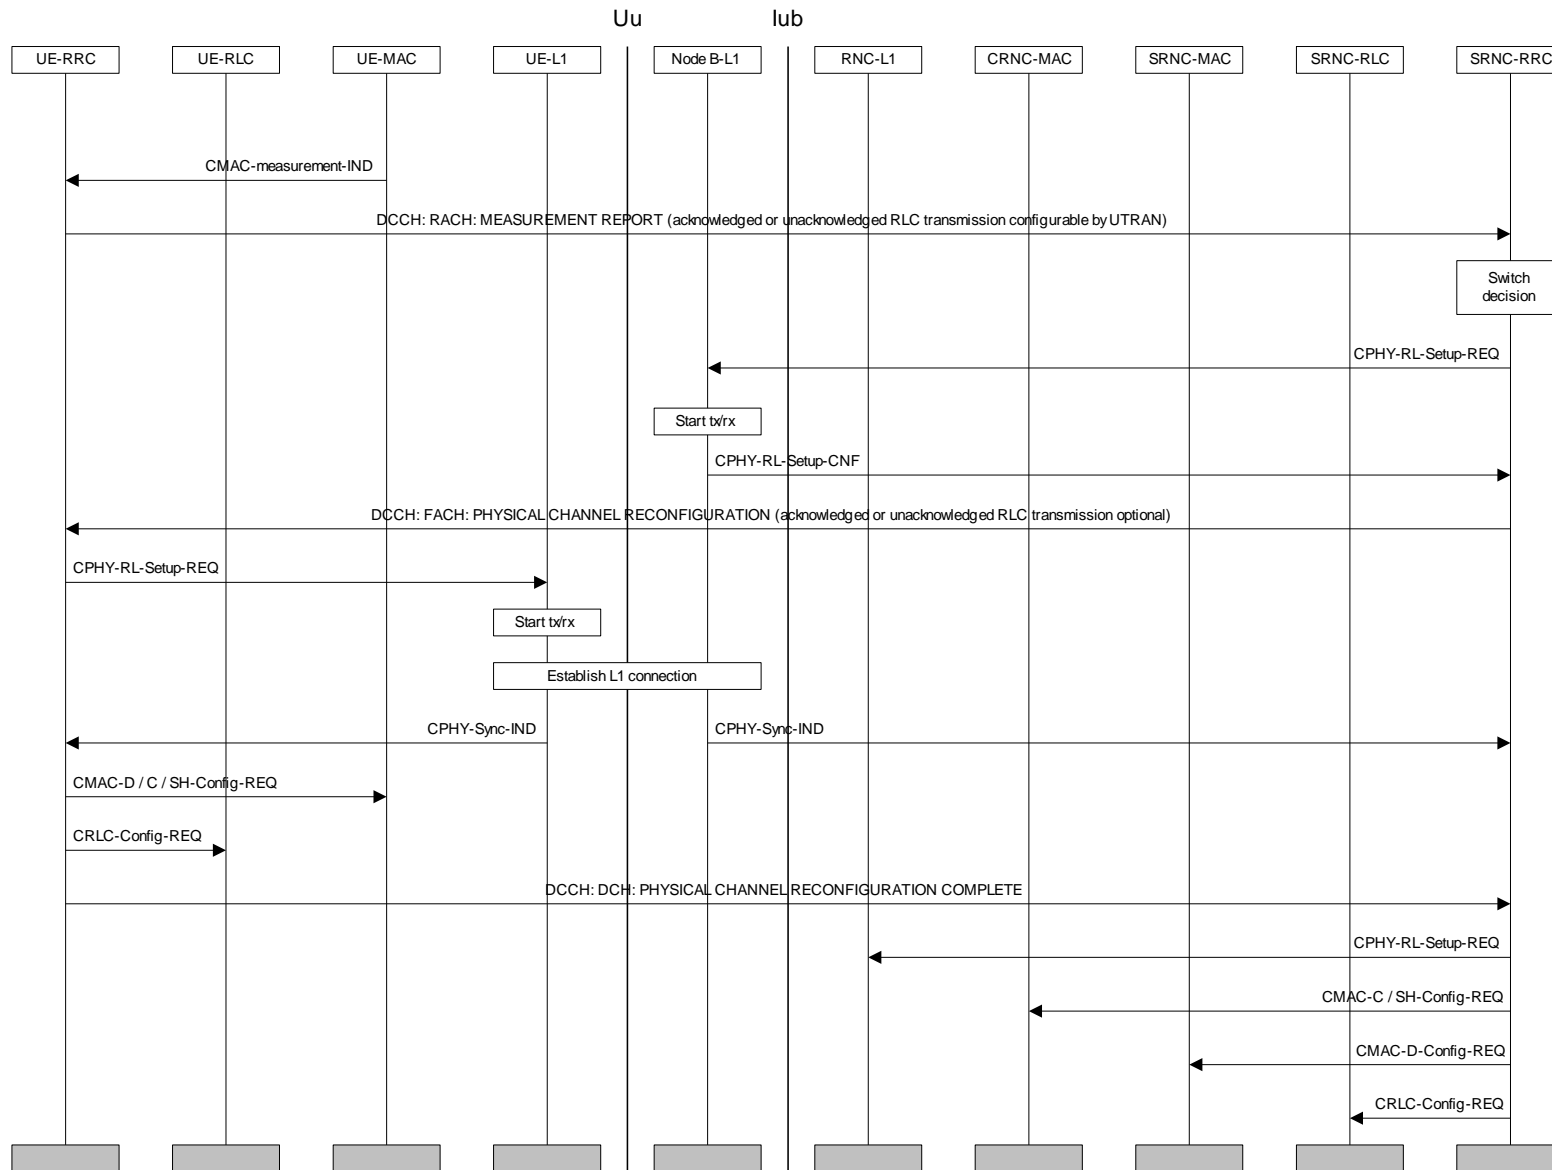 Uu
Iub
UE-RRC
UE-RLC
UE-MAC
UE-L1
Node B-L1
RNC-L1
CRNC-MAC
SRNC-MAC
SRNC-RLC
SRNC-RRC
CMAC-measurement-IND
DCCH: RACH: MEASUREMENT REPORT (acknowledged or unacknowledged RLC transmission configurable by UTRAN)
Switch
decision
CPHY-RL-Setup-REQ
Start tx/rx
CPHY-RL-Setup-CNF
DCCH: FACH: PHYSICAL CHANNEL RECONFIGURATION (acknowledged or unacknowledged RLC transmission optional)
CPHY-RL-Setup-REQ
Start tx/rx
Establish L1 connection
CPHY-Sync-IND
CPHY-Sync-IND
CMAC-D / C / SH-Config-REQ
CRLC-Config-REQ
DCCH: DCH: PHYSICAL CHANNEL RECONFIGURATION COMPLETE
CPHY-RL-Setup-REQ
CMAC-C / SH-Config-REQ
CMAC-D-Config-REQ
CRLC-Config-REQ